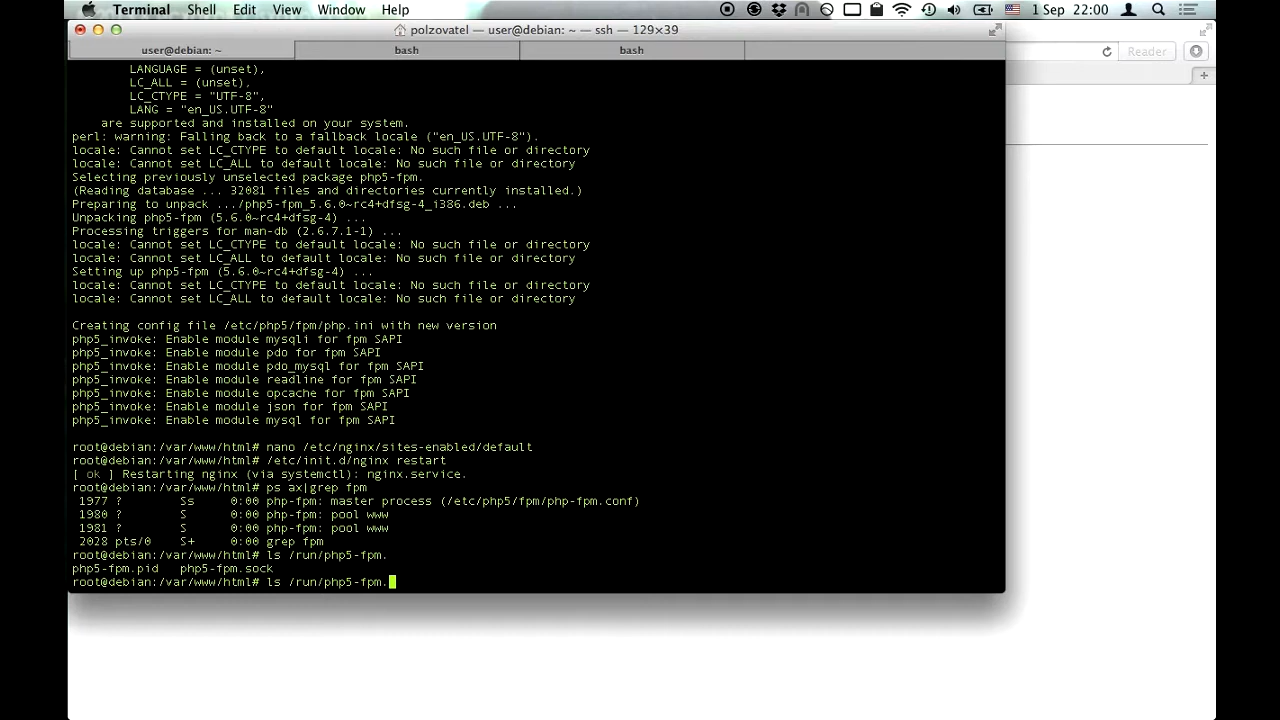 Terminal Shell Edit View Window Help 1 Sep 22:00
polzovatel — user@debian: ~ — ssh — 129×39
user@debian: ~ bash bash
Reader
LANGUAGE = (unset),
LC_ALL = (unset),
LC_CTYPE = "UTF-8",
LANG = "en_US.UTF-8"
are supported and installed on your system.
perl: warning: Falling back to a fallback locale ("en_US.UTF-8").
locale: Cannot set LC_CTYPE to default locale: No such file or directory
locale: Cannot set LC_ALL to default locale: No such file or directory
Selecting previously unselected package php5-fpm.
(Reading database ... 32081 files and directories currently installed.)
Preparing to unpack .../php5-fpm_5.6.0~rc4+dfsg-4_i386.deb ...
Unpacking php5-fpm (5.6.0~rc4+dfsg-4) ...
Processing triggers for man-db (2.6.7.1-1) ...
locale: Cannot set LC_CTYPE to default locale: No such file or directory
locale: Cannot set LC_ALL to default locale: No such file or directory
Setting up php5-fpm (5.6.0~rc4+dfsg-4) ...
locale: Cannot set LC_CTYPE to default locale: No such file or directory
locale: Cannot set LC_ALL to default locale: No such file or directory
Creating config file /etc/php5/fpm/php.ini with new version
php5_invoke: Enable module mysqli for fpm SAPI
php5_invoke: Enable module pdo for fpm SAPI
php5_invoke: Enable module pdo_mysql for fpm SAPI
php5_invoke: Enable module readline for fpm SAPI
php5_invoke: Enable module opcache for fpm SAPI
php5_invoke: Enable module json for fpm SAPI
php5_invoke: Enable module mysql for fpm SAPI
root@debian:/var/www/html# nano /etc/nginx/sites-enabled/default
root@debian:/var/www/html# /etc/init.d/nginx restart
[ ok ] Restarting nginx (via systemctl): nginx.service.
root@debian:/var/www/html# ps ax|grep fpm
1977 ? Ss 0:00 php-fpm: master process (/etc/php5/fpm/php-fpm.conf)
1980 ? S 0:00 php-fpm: pool www
1981 ? S 0:00 php-fpm: pool www
2028 pts/0 S+ 0:00 grep fpm
root@debian:/var/www/html# ls /run/php5-fpm.
php5-fpm.pid php5-fpm.sock
root@debian:/var/www/html# ls /run/php5-fpm.